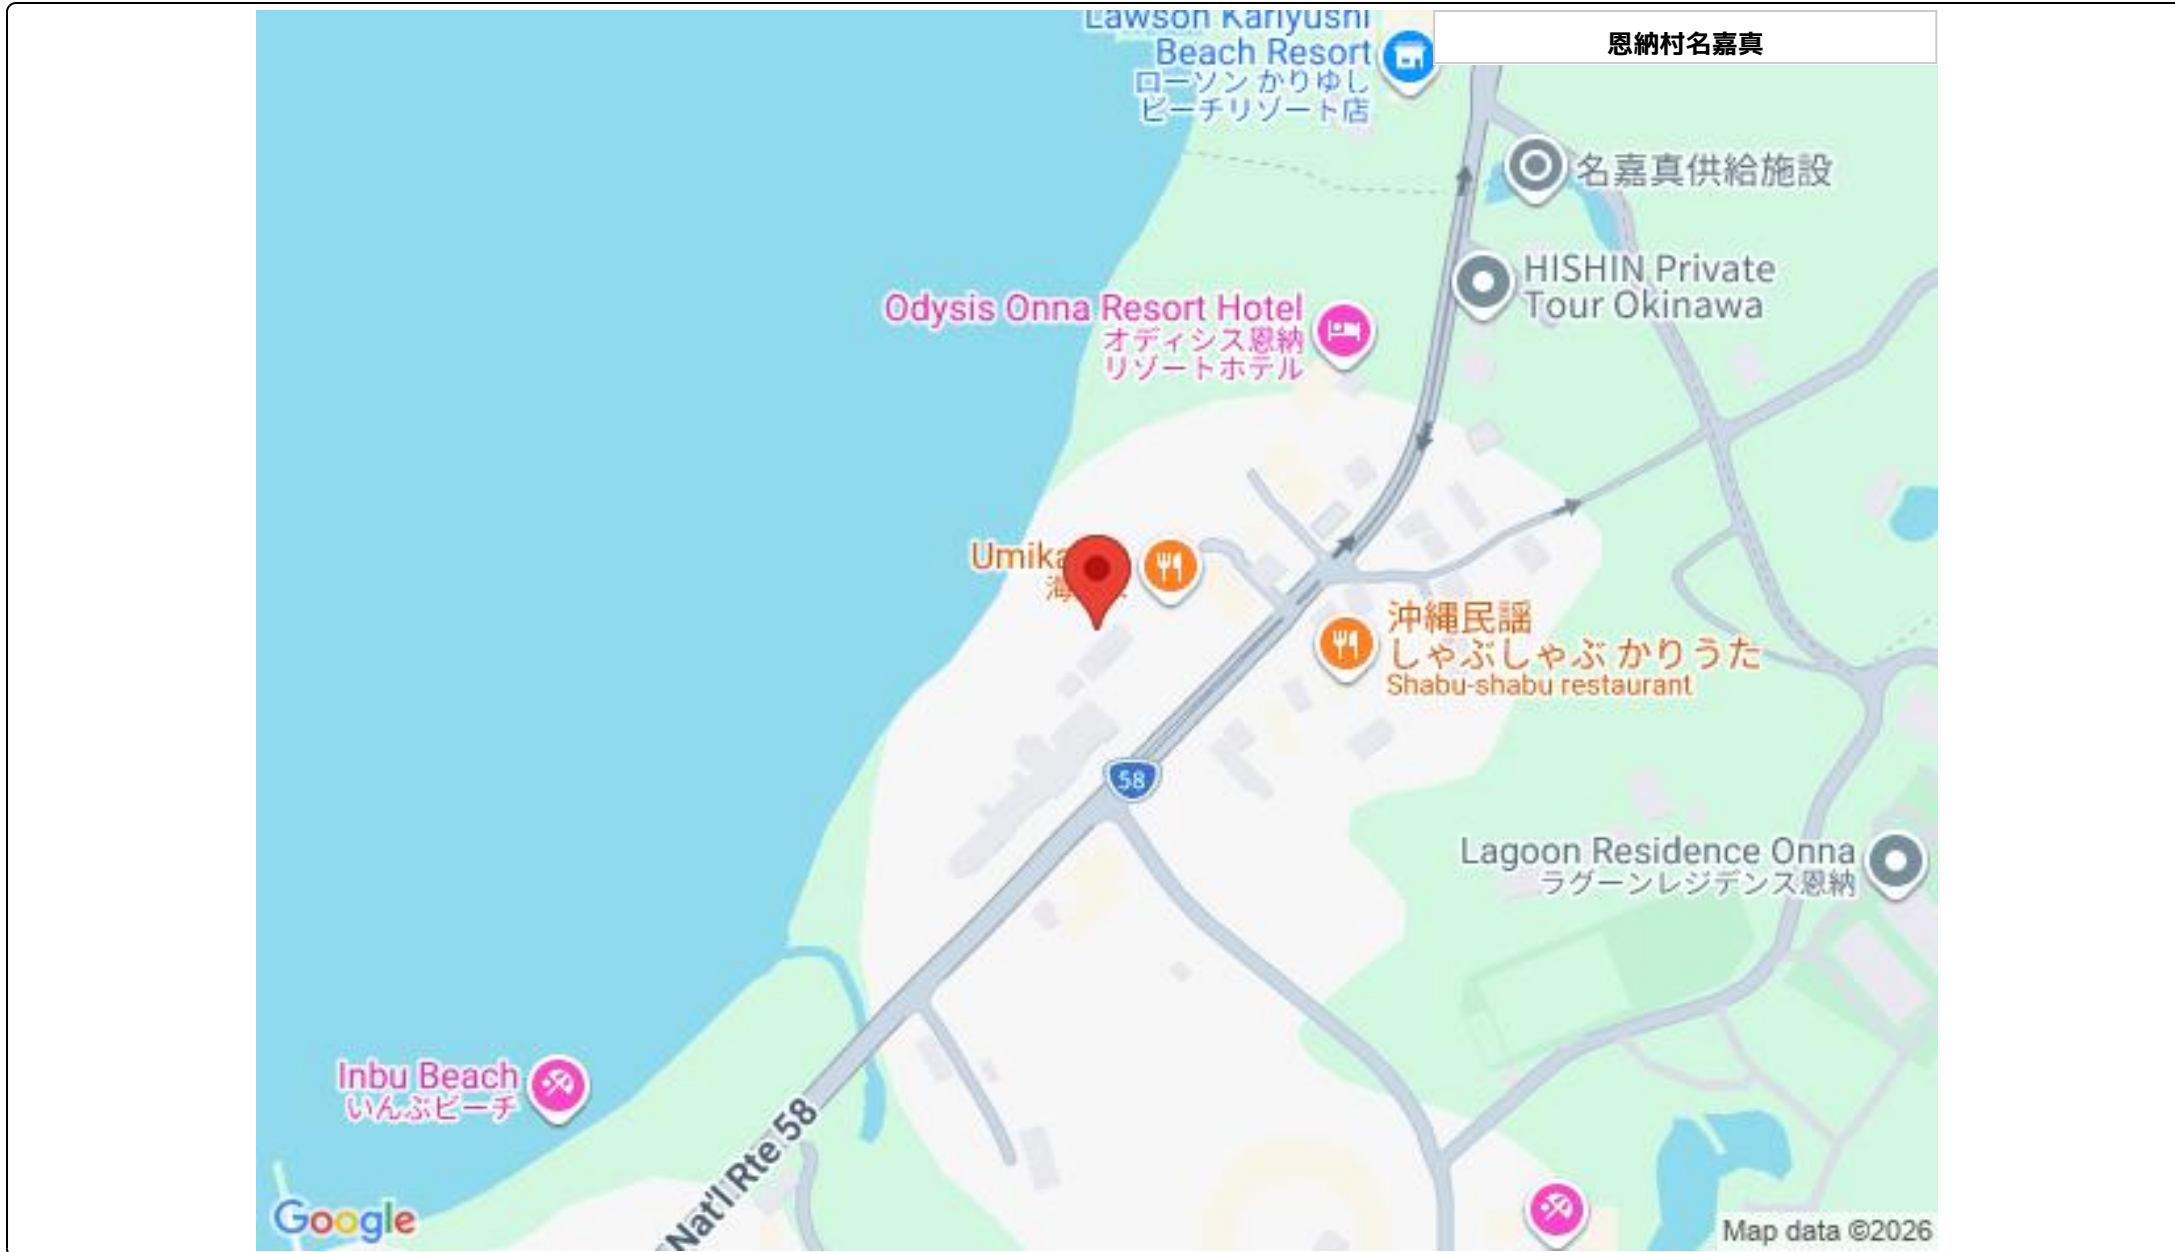 Lawson Kariyushi
Beach Resort
ローソン かりゆし
ビーチリゾート店
恩納村名嘉真
名嘉真供給施設
HISHIN Private
Tour Okinawa
Odysis Onna Resort Hotel
オディシス恩納
リゾートホテル
Umika
海
沖縄民謡
しゃぶしゃぶ かりうた
Shabu-shabu restaurant
58
Lagoon Residence Onna
ラグーンレジデンス恩納
Inbu Beach
いんぶビーチ
Nat'l Rte 58
Google
Map data ©2026